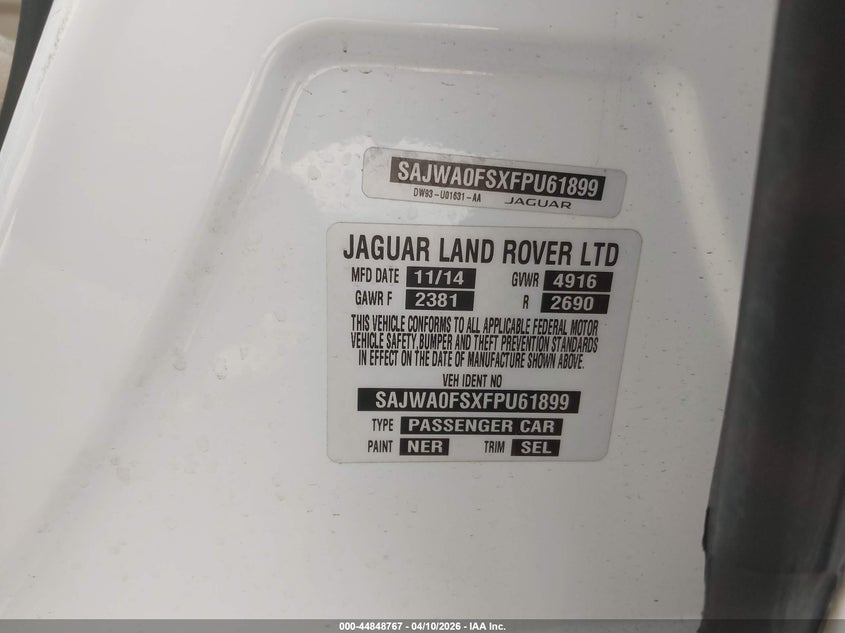 SAJWA0FSXFPU61899
DW93-U01631-AA JAGUAR
JAGUAR LAND ROVER LTD
MFD DATE 11/14 GVWR 4916
GAWR F 2381 R 2690
THIS VEHICLE CONFORMS TO ALL APPLICABLE FEDERAL MOTOR
VEHICLE SAFETY, BUMPER AND THEFT PREVENTION STANDARDS
IN EFFECT ON THE DATE OF MANUFACTURE SHOWN ABOVE.
VEH IDENT NO
SAJWA0FSXFPU61899
TYPE PASSENGER CAR
PAINT NER TRIM SEL
000-44848767 - 04/10/2026 - IAA Inc.